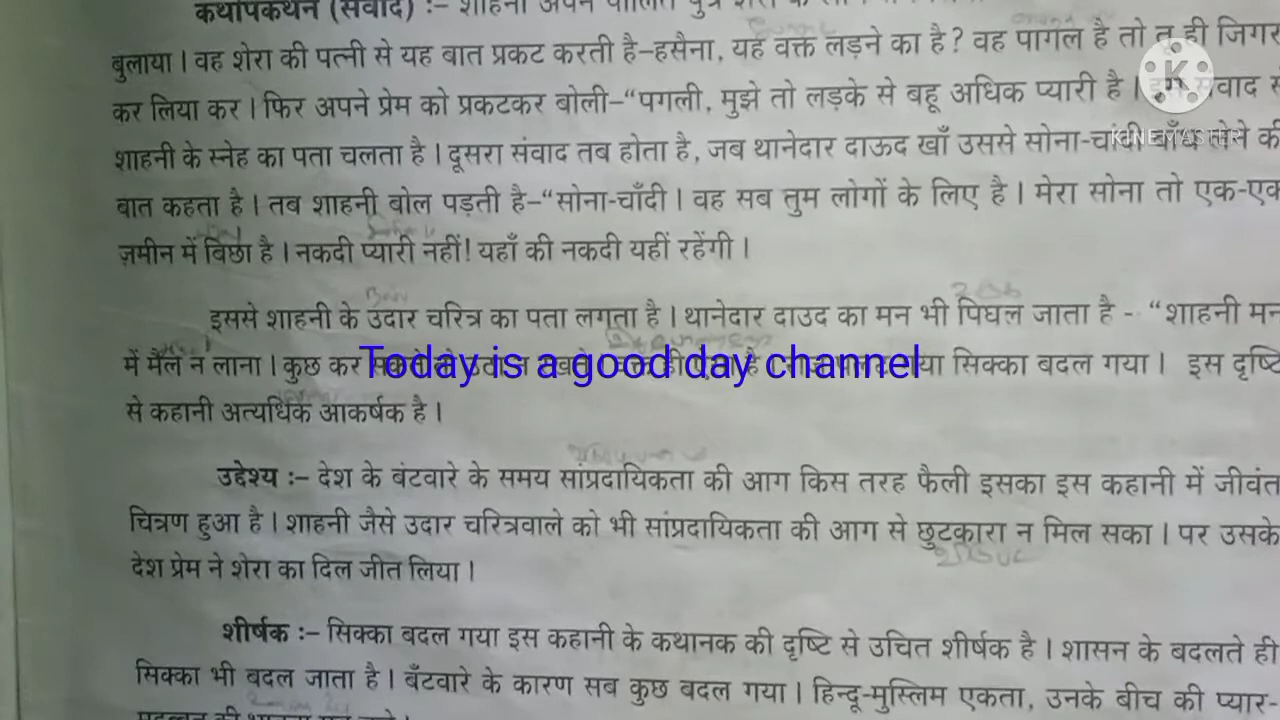 कथोपकथन (संवाद) :– शाहनी अपने
बुलाया । वह शेरा की पत्नी से यह बात प्रकट करती है–हसैना, यह वक्त लड़ने का है ? वह पागल है तो तू ही जिगर
कर लिया कर । फिर अपने प्रेम को प्रकटकर बोली–“पगली, मुझे तो लड़के से बहू अधिक प्यारी है । संवाद
KINEMASTER
शाहनी के स्नेह का पता चलता है । दूसरा संवाद तब होता है, जब थानेदार दाऊद खाँ उससे सोना-चांदी की
बात कहता है । तब शाहनी बोल पड़ती है–“सोना-चाँदी । वह सब तुम लोगों के लिए है । मेरा सोना तो एक-एक
ज़मीन में बिछा है । नकदी प्यारी नहीं! यहाँ की नकदी यहीं रहेंगी ।
इससे शाहनी के उदार चरित्र का पता लगता है । थानेदार दाउद का मन भी पिघल जाता है - “शाहनी मन
में मैल न लाना । कुछ कर सिक्का बदल गया । इस दृष्टि
Today is a good day channel
से कहानी अत्यधिक आकर्षक है ।
उद्देश्य :– देश के बंटवारे के समय सांप्रदायिकता की आग किस तरह फैली इसका इस कहानी में जीवंत
चित्रण हुआ है । शाहनी जैसे उदार चरित्रवाले को भी सांप्रदायिकता की आग से छुटकारा न मिल सका । पर उसके
देश प्रेम ने शेरा का दिल जीत लिया ।
शीर्षक :– सिक्का बदल गया इस कहानी के कथानक की दृष्टि से उचित शीर्षक है । शासन के बदलते ही
सिक्का भी बदल जाता है । बँटवारे के कारण सब कुछ बदल गया । हिन्दू-मुस्लिम एकता, उनके बीच की प्यार-